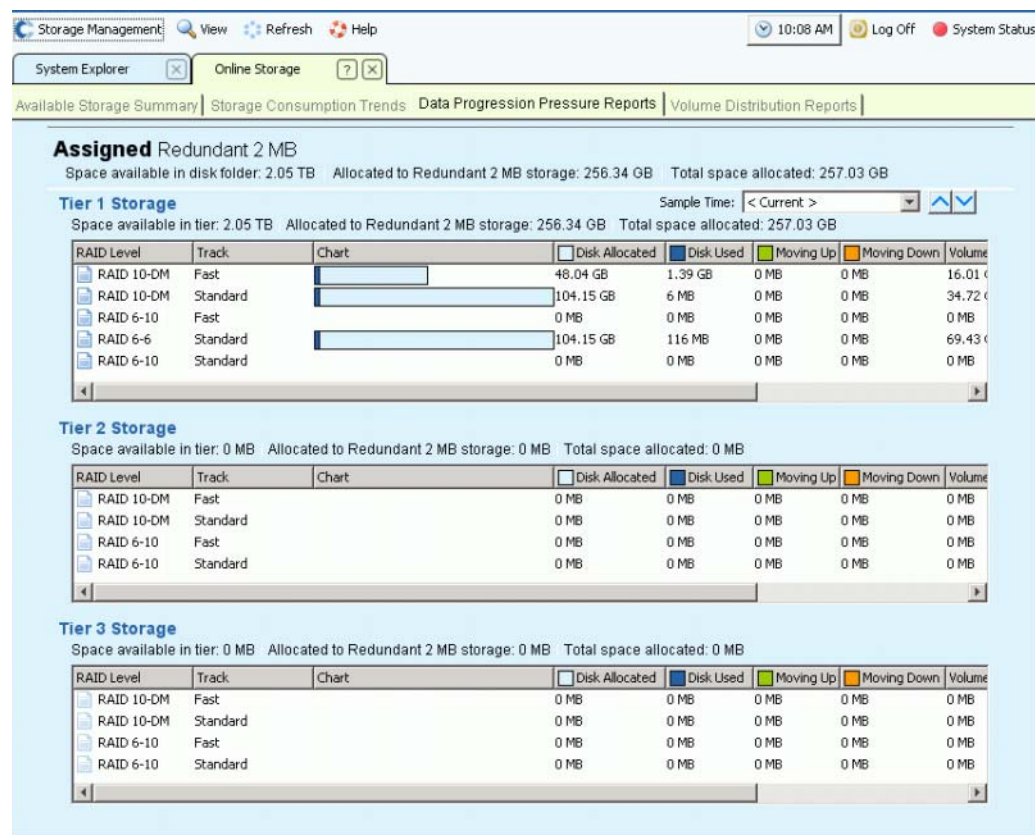 Storage Management View Refresh Help 10:08 AM Log Off System Status
System Explorer Online Storage ?
Available Storage Summary Storage Consumption Trends Data Progression Pressure Reports Volume Distribution Reports
Assigned Redundant 2 MB
Space available in disk folder: 2.05 TB Allocated to Redundant 2 MB storage: 256.34 GB Total space allocated: 257.03 GB
Tier 1 Storage Sample Time: < Current >
Space available in tier: 2.05 TB Allocated to Redundant 2 MB storage: 256.34 GB Total space allocated: 257.03 GB
RAID Level Track Chart Disk Allocated Disk Used Moving Up Moving Down Volume
RAID 10-DM Fast 48.04 GB 1.39 GB 0 MB 0 MB 16.01
RAID 10-DM Standard 104.15 GB 6 MB 0 MB 0 MB 34.72
RAID 6-10 Fast 0 MB 0 MB 0 MB 0 MB 0 MB
RAID 6-6 Standard 104.15 GB 116 MB 0 MB 0 MB 69.43
RAID 6-10 Standard 0 MB 0 MB 0 MB 0 MB 0 MB
Tier 2 Storage
Space available in tier: 0 MB Allocated to Redundant 2 MB storage: 0 MB Total space allocated: 0 MB
RAID Level Track Chart Disk Allocated Disk Used Moving Up Moving Down Volume
RAID 10-DM Fast 0 MB 0 MB 0 MB 0 MB 0 MB
RAID 10-DM Standard 0 MB 0 MB 0 MB 0 MB 0 MB
RAID 6-10 Fast 0 MB 0 MB 0 MB 0 MB 0 MB
RAID 6-10 Standard 0 MB 0 MB 0 MB 0 MB 0 MB
Tier 3 Storage
Space available in tier: 0 MB Allocated to Redundant 2 MB storage: 0 MB Total space allocated: 0 MB
RAID Level Track Chart Disk Allocated Disk Used Moving Up Moving Down Volume
RAID 10-DM Fast 0 MB 0 MB 0 MB 0 MB 0 MB
RAID 10-DM Standard 0 MB 0 MB 0 MB 0 MB 0 MB
RAID 6-10 Fast 0 MB 0 MB 0 MB 0 MB 0 MB
RAID 6-10 Standard 0 MB 0 MB 0 MB 0 MB 0 MB